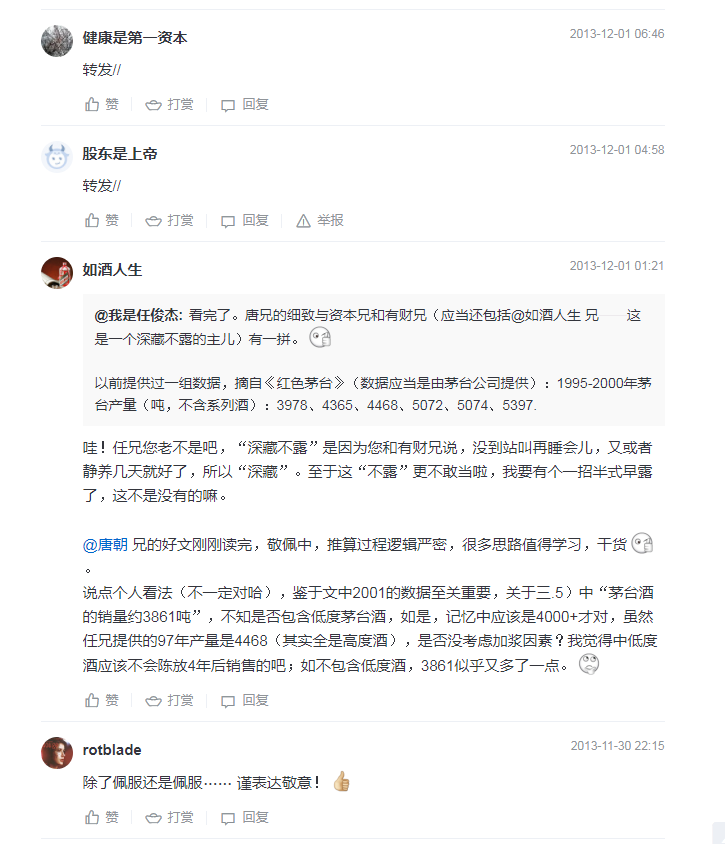 健康是第一资本
2013-12-01 06:46
转发//
赞 打赏 回复
股东是上帝
2013-12-01 04:58
转发//
赞 打赏 回复 举报
如酒人生
2013-12-01 01:21
@我是任俊杰: 看完了。唐兄的细致与资本兄和有财兄（应当还包括@如酒人生 兄——这
是一个深藏不露的主儿）有一拼。
以前提供过一组数据，摘自《红色茅台》（数据应当是由茅台公司提供）：1995-2000年茅
台产量（吨，不含系列酒）：3978、4365、4468、5072、5074、5397.
哇！任兄您老不是吧，“深藏不露”是因为您和有财兄说，没到站叫再睡会儿，又或者
静养几天就好了，所以“深藏”。至于这“不露”更不敢当啦，我要有个一招半式早露
了，这不是没有的嘛。
@唐朝 兄的好文刚刚读完，敬佩中，推算过程逻辑严密，很多思路值得学习，干货
。
说点个人看法（不一定对哈），鉴于文中2001的数据至关重要，关于三.5）中“茅台酒
的销量约3861吨”，不知是否包含低度茅台酒，如是，记忆中应该是4000+才对，虽然
任兄提供的97年产量是4468（其实全是高度酒），是否没考虑加浆因素？我觉得中低度
酒应该不会陈放4年后销售的吧；如不包含低度酒，3861似乎又多了一点。
赞 打赏 回复
rotblade
2013-11-30 22:15
除了佩服还是佩服…… 谨表达敬意！
赞 打赏 回复